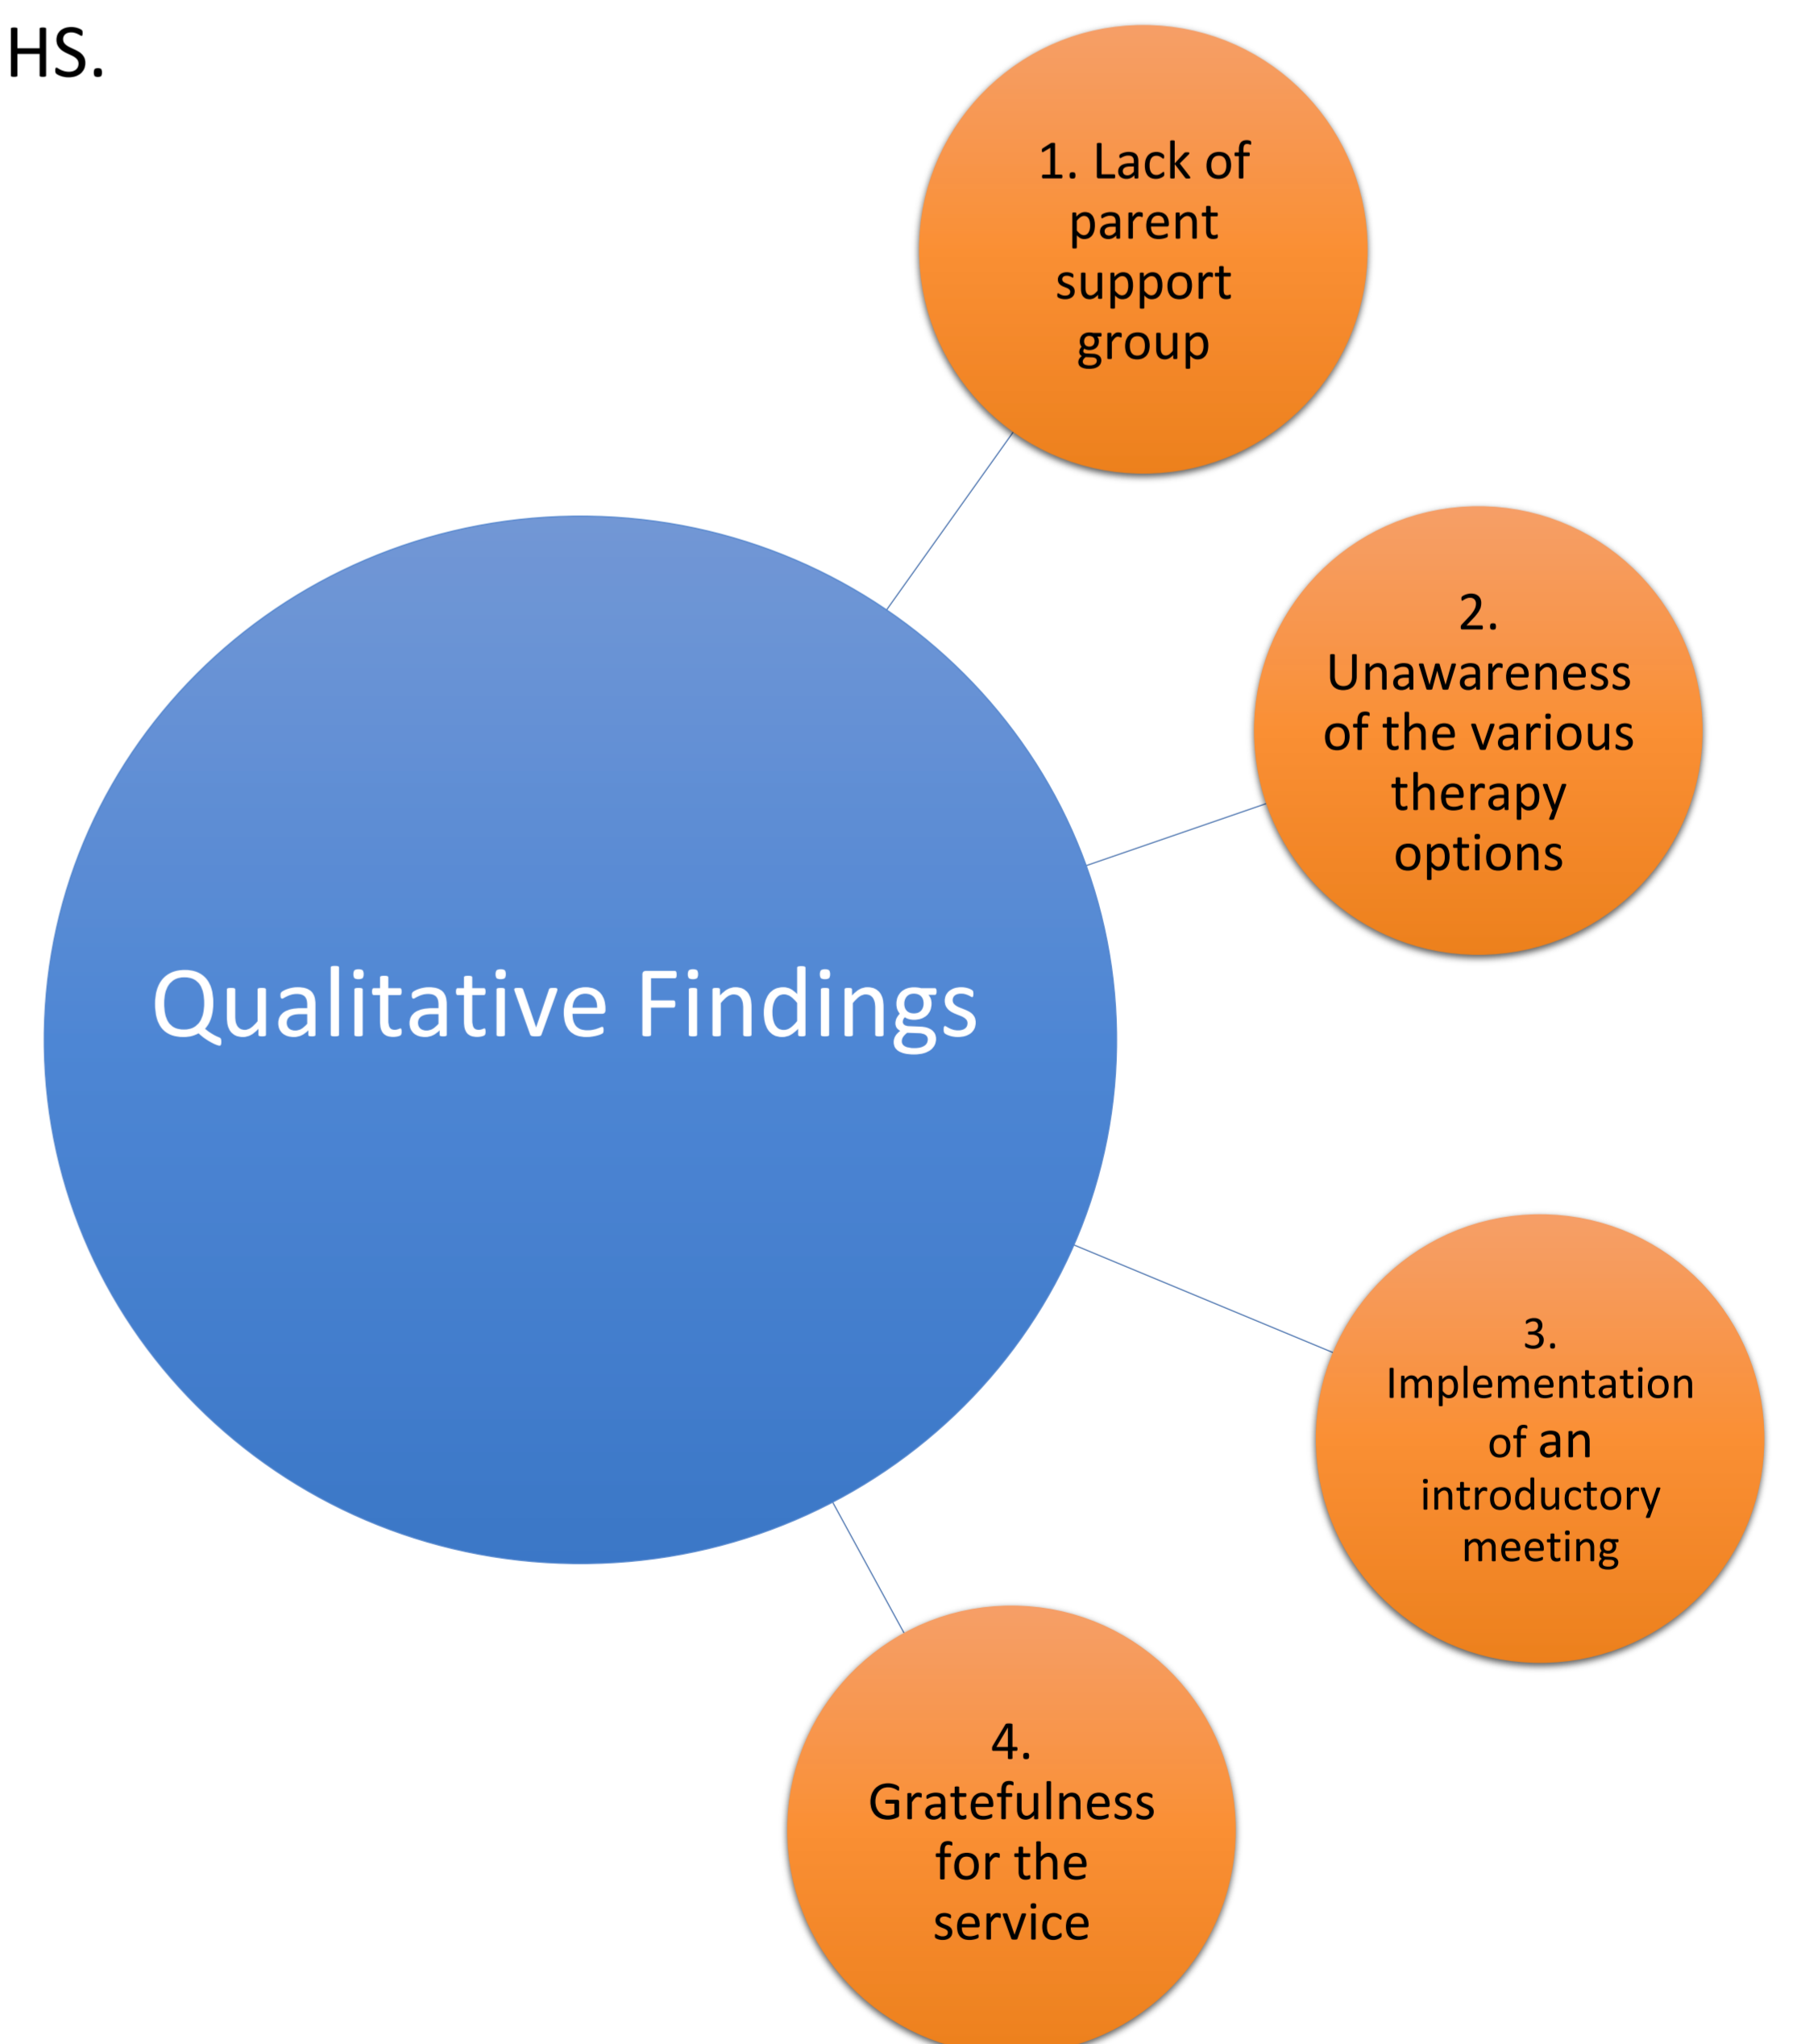 HS.
1. Lack of
parent
support
group
2.
Unawareness
of the various
therapy
options
Qualitative Findings
3.
Implementation
of an
introductory
meeting
4.
Gratefulness
for the
service